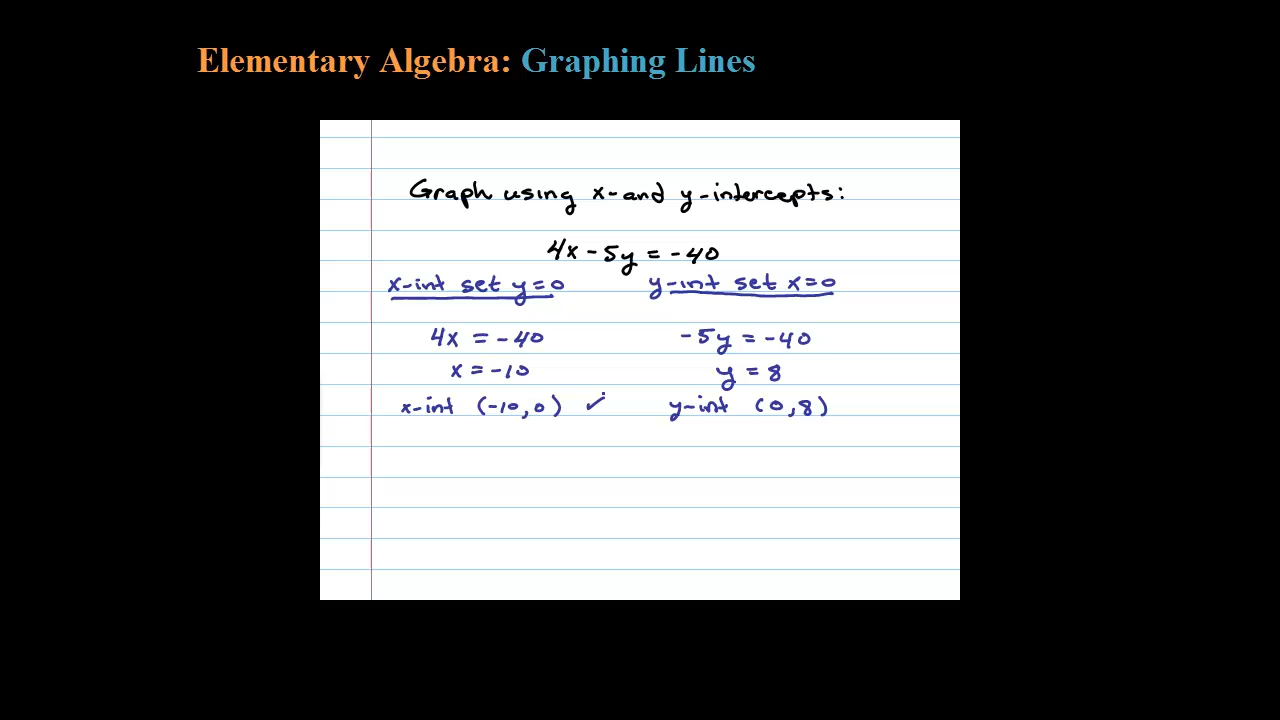 Elementary Algebra: Graphing Lines
Graph using x- and y-intercepts:
4x - 5y = -40
x-int set y=0
4x = -40
x = -10
x-int (-10, 0) ✓
y-int set x=0
-5y = -40
y = 8
y-int (0, 8)